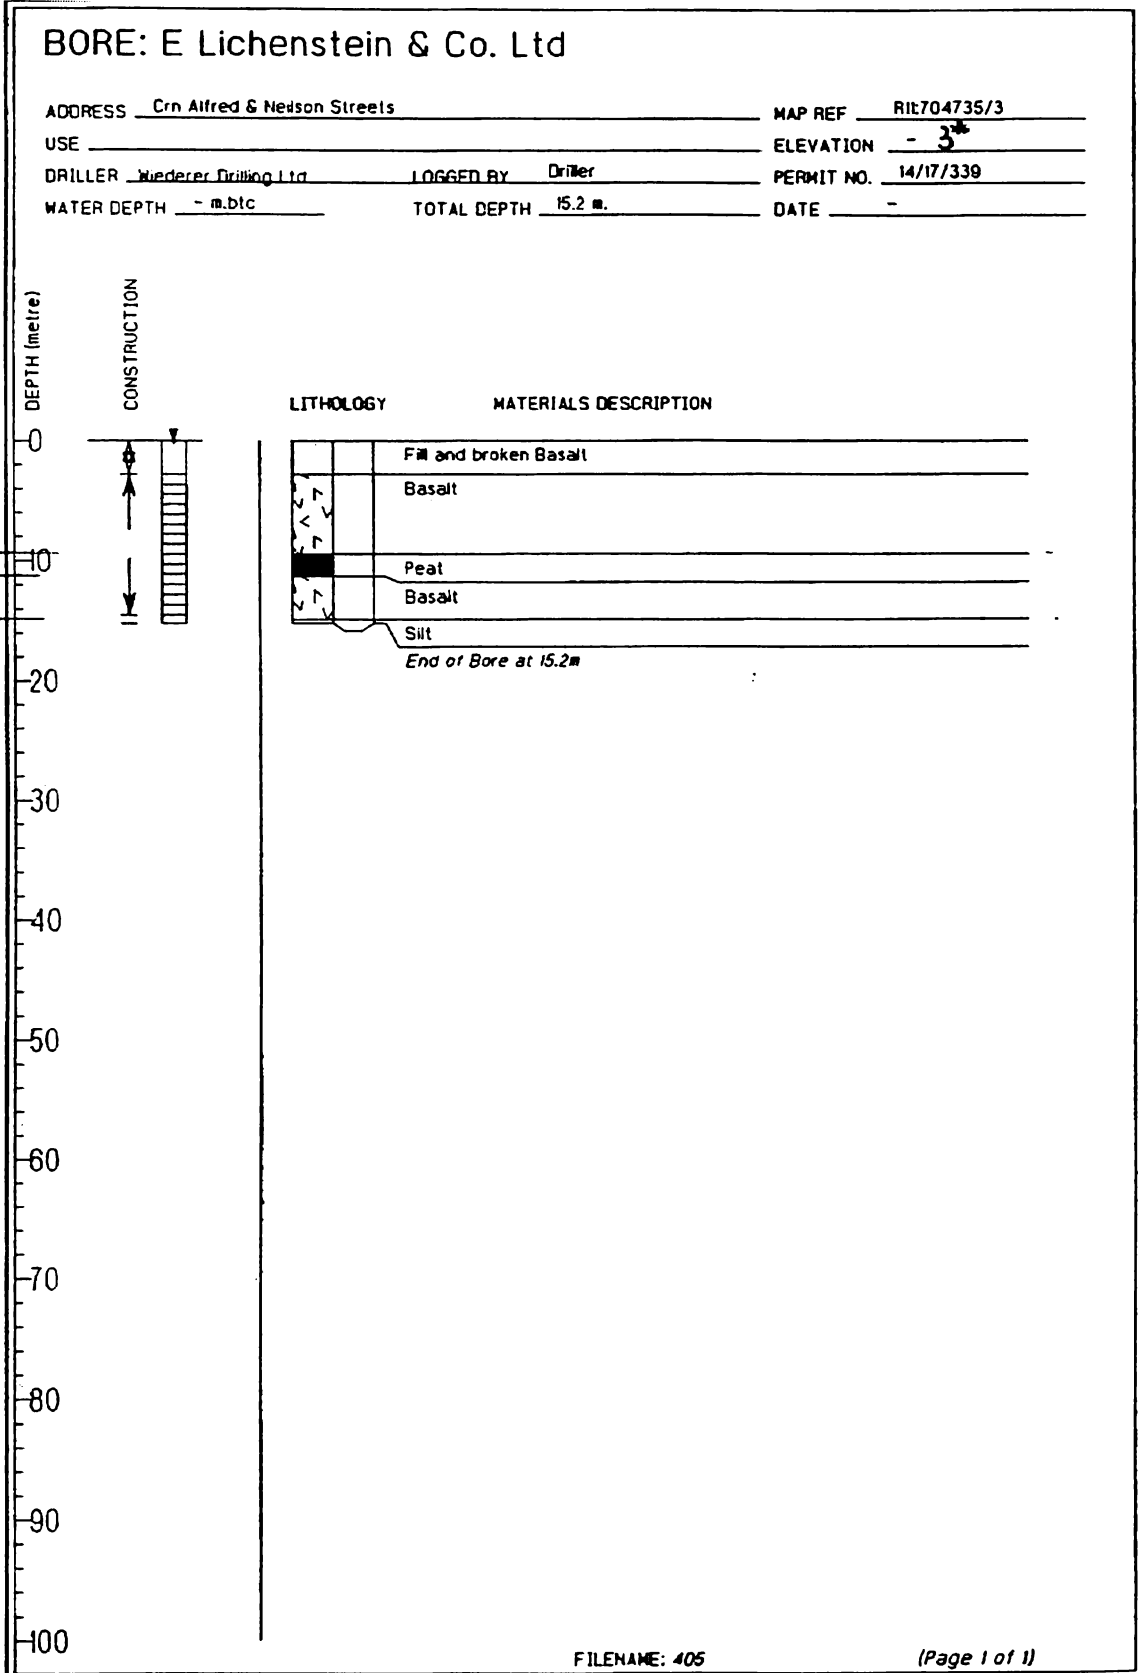 BORE: E Lichenstein & Co. Ltd
ADDRESS Crn Alfred & Neilson Streets MAP REF R11:704735/3
USE ELEVATION - 3
DRILLER Wiederer Drilling Ltd LOGGED BY Driller PERMIT NO. 14/17/339
WATER DEPTH - m.btc TOTAL DEPTH 15.2 m. DATE -
DEPTH (metre)
CONSTRUCTION
LITHOLOGY MATERIALS DESCRIPTION
0
Fill and broken Basalt
Basalt
10
Peat
Basalt
Silt
End of Bore at 15.2m
20
30
40
50
60
70
80
90
100
FILENAME: 405 (Page 1 of 1)